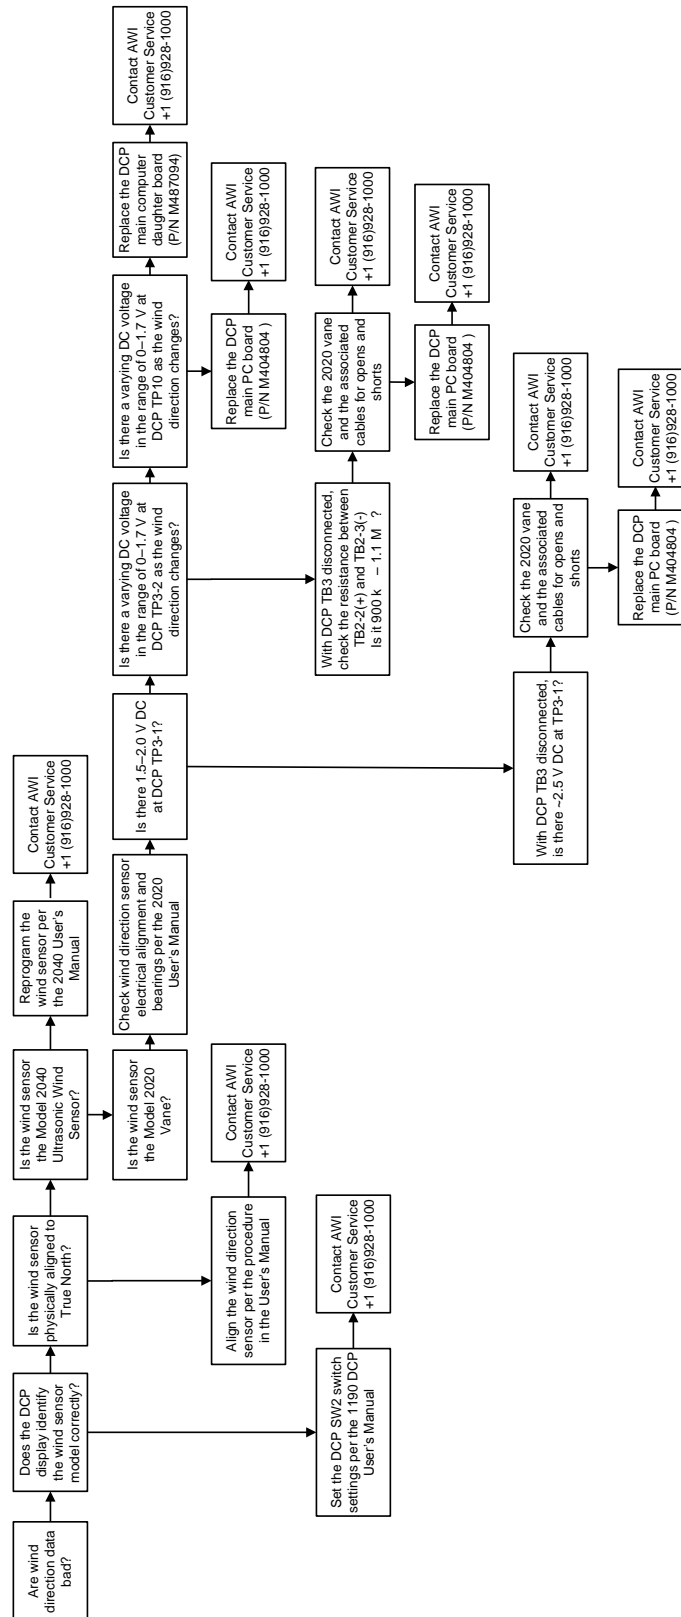 Are wind
direction data
bad?
Does the DCP
display identify
the wind sensor
model correctly?
Is the wind sensor
physically aligned to
True North?
Is the wind sensor
the Model 2040
Ultrasonic Wind
Sensor?
Reprogram the
wind sensor per
the 2040 User's
Manual
Contact AWI
Customer Service
+1 (916)928-1000
Is the wind sensor
the Model 2020
Vane?
Check wind direction sensor
electrical alignment and
bearings per the 2020
User's Manual
Is there 1.5–2.0 V DC
at DCP TP3-1?
Is there a varying DC voltage
in the range of 0–1.7 V at
DCP TP3-2 as the wind
direction changes?
Is there a varying DC voltage
in the range of 0–1.7 V at
DCP TP10 as the wind
direction changes?
Replace the DCP
main computer
daughter board
(P/N M487094)
Contact AWI
Customer Service
+1 (916)928-1000
Align the wind direction
sensor per the procedure
in the User's Manual
Contact AWI
Customer Service
+1 (916)928-1000
Replace the DCP
main PC board
(P/N M404804 )
Contact AWI
Customer Service
+1 (916)928-1000
Set the DCP SW2 switch
settings per the 1190 DCP
User's Manual
Contact AWI
Customer Service
+1 (916)928-1000
With DCP TB3 disconnected,
check the resistance between
TB2-2(+) and TB2-3(-)
Is it 900 k – 1.1 M ?
Check the 2020 vane
and the associated
cables for opens and
shorts
Contact AWI
Customer Service
+1 (916)928-1000
Replace the DCP
main PC board
(P/N M404804 )
Contact AWI
Customer Service
+1 (916)928-1000
With DCP TB3 disconnected,
is there ~2.5 V DC at TP3-1?
Check the 2020 vane
and the associated
cables for opens and
shorts
Contact AWI
Customer Service
+1 (916)928-1000
Replace the DCP
main PC board
(P/N M404804 )
Contact AWI
Customer Service
+1 (916)928-1000